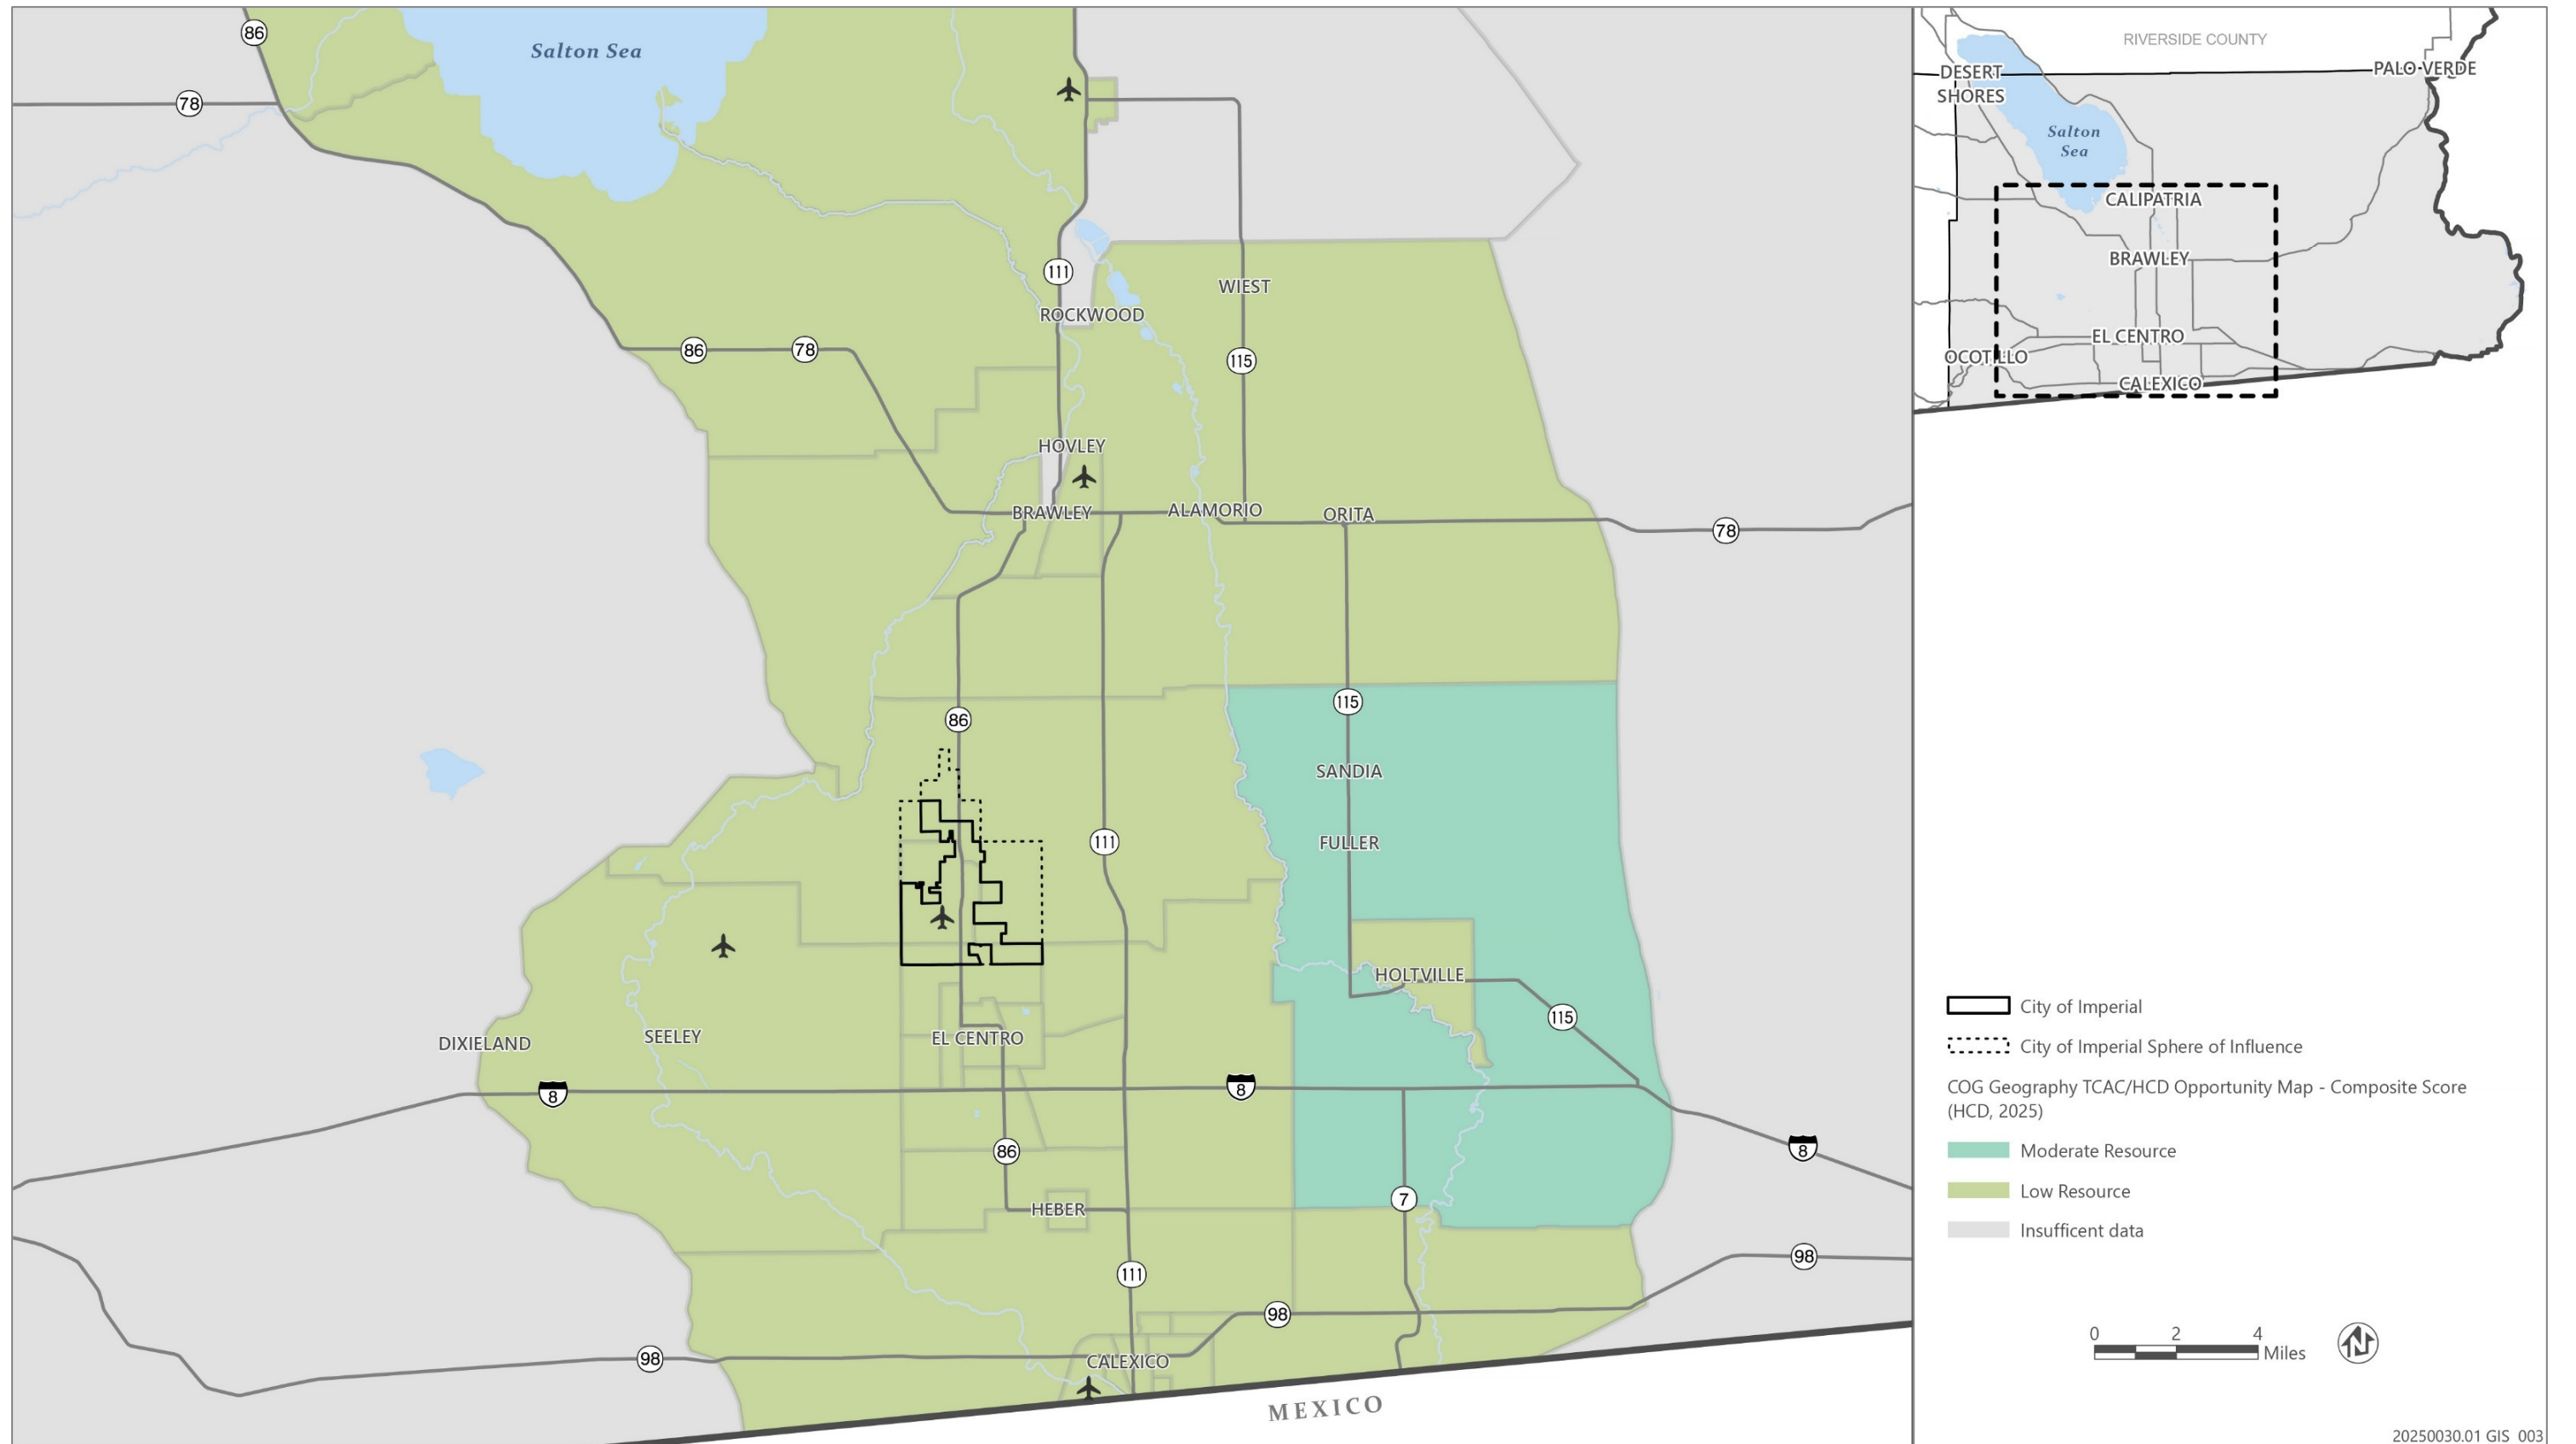 86
Salton Sea
78
111
WIEST
ROCKWOOD
115
86
78
HOVLEY
BRAWLEY
ALAMORIO
ORITA
78
115
86
SANDIA
FULLER
111
HOLTVILLE
115
DIXIELAND
SEELEY
EL CENTRO
8
8
8
86
7
HEBER
111
98
98
98
CALEXICO
MEXICO
RIVERSIDE COUNTY
DESERT
SHORES
PALO VERDE
Salton
Sea
CALIPATRIA
BRAWLEY
EL CENTRO
OCOTILLO
CALEXICO
City of Imperial
City of Imperial Sphere of Influence
COG Geography TCAC/HCD Opportunity Map - Composite Score
(HCD, 2025)
Moderate Resource
Low Resource
Insufficent data
0 2 4
Miles
N
20250030.01 GIS 003